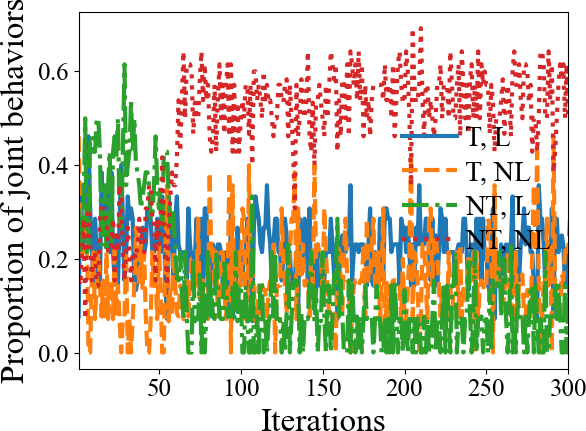 Proportion of joint behaviors
0.6
0.4
0.2
0.0
T, L
T, NL
NT, L
NT, NL
50
100
150
200
250
300
Iterations